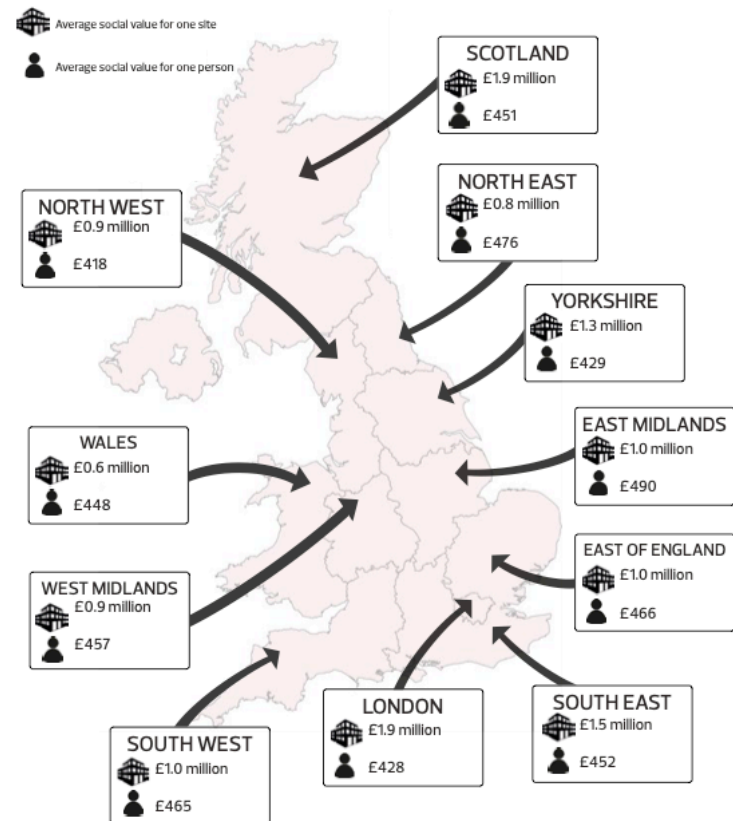 Average social value for one site
Average social value for one person
SCOTLAND
£1.9 million
£451
NORTH EAST
£0.8 million
£476
NORTH WEST
£0.9 million
£418
YORKSHIRE
£1.3 million
£429
EAST MIDLANDS
£1.0 million
£490
WALES
£0.6 million
£448
EAST OF ENGLAND
£1.0 million
£466
WEST MIDLANDS
£0.9 million
£457
LONDON
£1.9 million
£428
SOUTH EAST
£1.5 million
£452
SOUTH WEST
£1.0 million
£465